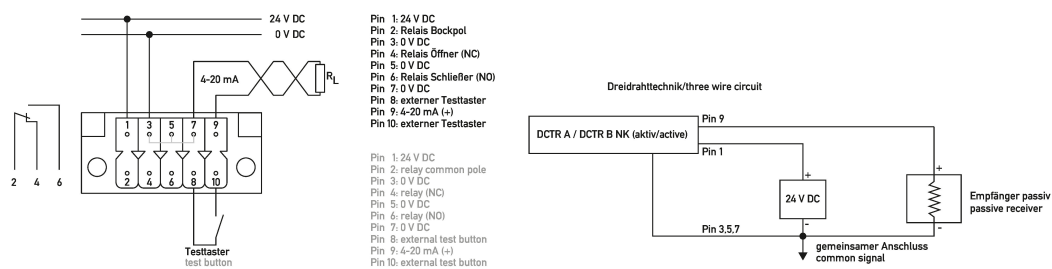 24 V DC
0 V DC
4-20 mA
RL
1 3 5 7 9
2 4 6 8 10
2 4 6
Testtaster
test button
Pin 1: 24 V DC
Pin 2: Relais Bockpol
Pin 3: 0 V DC
Pin 4: Relais Öffner (NC)
Pin 5: 0 V DC
Pin 6: Relais Schließer (NO)
Pin 7: 0 V DC
Pin 8: externer Testtaster
Pin 9: 4-20 mA (+)
Pin 10: externer Testtaster
Pin 1: 24 V DC
Pin 2: relay common pole
Pin 3: 0 V DC
Pin 4: relay (NC)
Pin 5: 0 V DC
Pin 6: relay (NO)
Pin 7: 0 V DC
Pin 8: external test button
Pin 9: 4-20 mA (+)
Pin 10: external test button
Dreidrahttechnik/three wire circuit
DCTR A / DCTR B NK (aktiv/active)
Pin 9
Pin 1
+
24 V DC
-
+
-
Empfänger passiv
passive receiver
Pin 3,5,7
gemeinsamer Anschluss
common signal